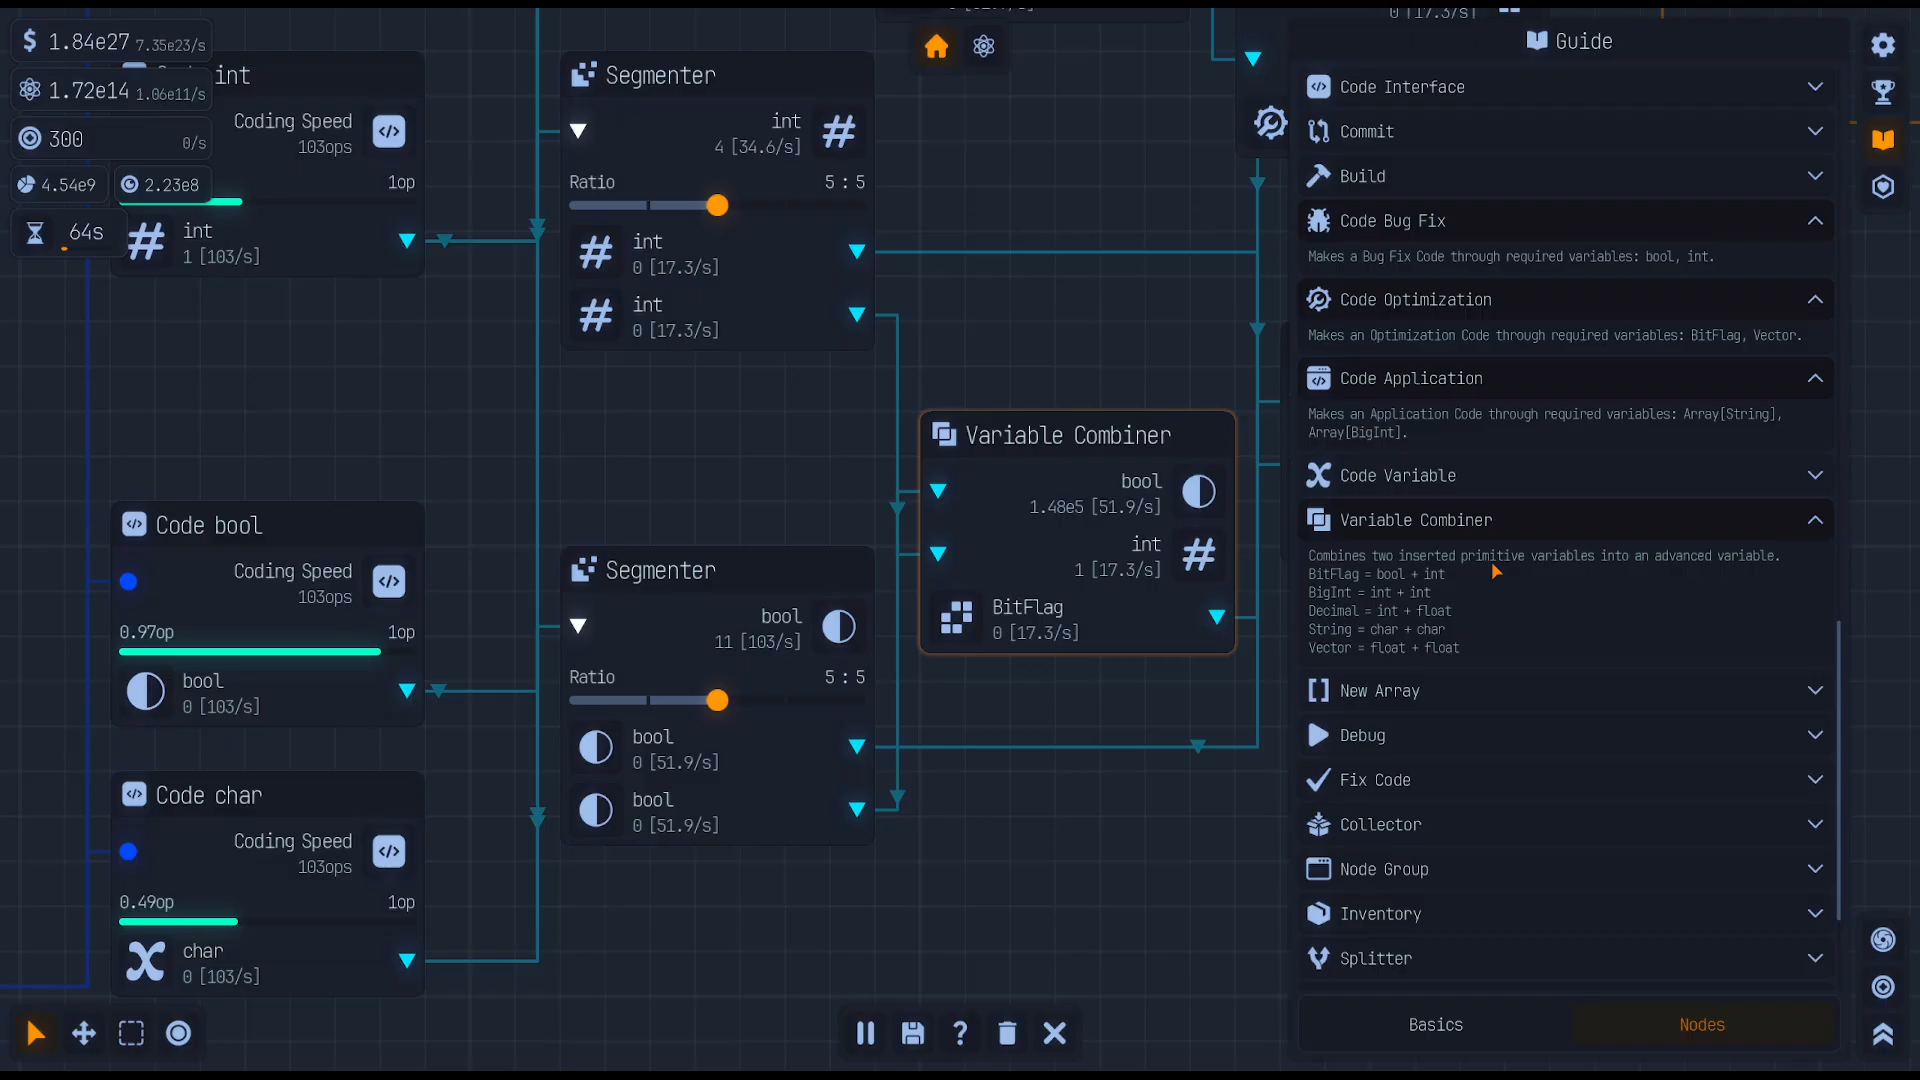 $ 1.84e27 7.35e23/s
1.72e14 1.06e11/s
300 0/s
4.54e9 2.23e8
64s
int
Coding Speed
103ops
1op
int
1 [103/s]
Code bool
Coding Speed
103ops
0.97op 1op
bool
0 [103/s]
Code char
Coding Speed
103ops
0.49op 1op
char
0 [103/s]
Segmenter
int
4 [34.6/s]
Ratio 5 : 5
int
0 [17.3/s]
int
0 [17.3/s]
Segmenter
bool
11 [103/s]
Ratio 5 : 5
bool
0 [51.9/s]
bool
0 [51.9/s]
Variable Combiner
bool
1.48e5 [51.9/s]
int
1 [17.3/s]
BitFlag
0 [17.3/s]
0 [17.3/s]
Guide
Code Interface
Commit
Build
Code Bug Fix
Makes a Bug Fix Code through required variables: bool, int.
Code Optimization
Makes an Optimization Code through required variables: BitFlag, Vector.
Code Application
Makes an Application Code through required variables: Array[String],
Array[BigInt].
Code Variable
Variable Combiner
Combines two inserted primitive variables into an advanced variable.
BitFlag = bool + int
BigInt = int + int
Decimal = int + float
String = char + char
Vector = float + float
New Array
Debug
Fix Code
Collector
Node Group
Inventory
Splitter
Basics Nodes